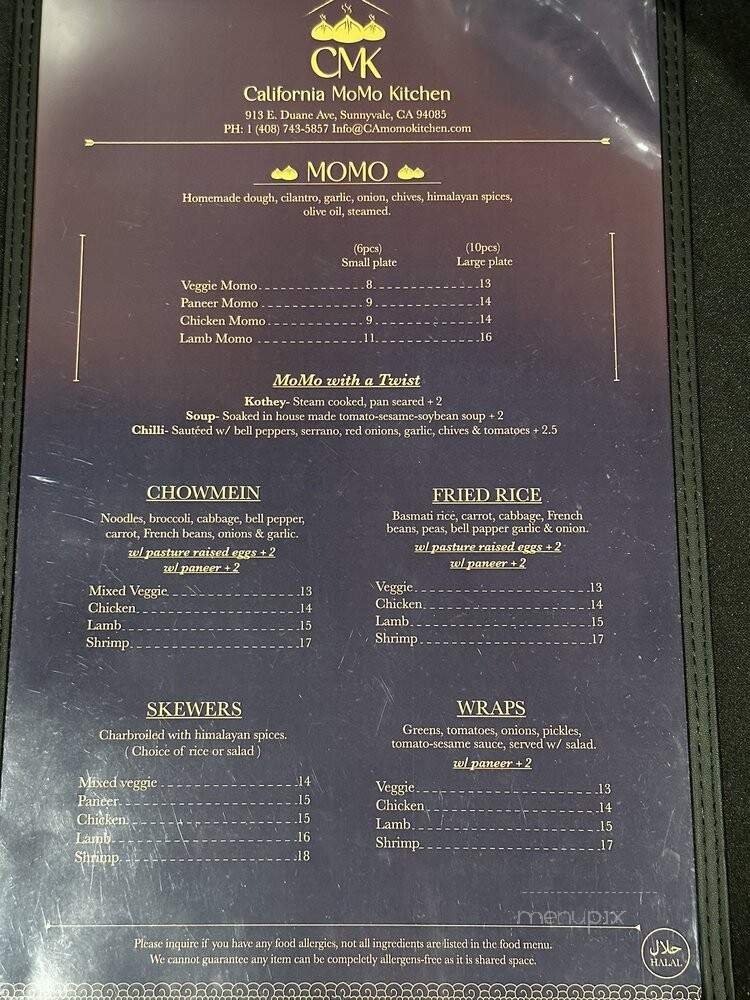 CMK
California MoMo Kitchen
913 E. Duane Ave, Sunnyvale, CA 94085
PH: 1 (408) 743-5857 Info@CAmomokitchen.com
MOMO
Homemade dough, cilantro, garlic, onion, chives, himalayan spices,
olive oil, steamed.
(6pcs) (10pcs)
Small plate Large plate
Veggie Momo 8 13
Paneer Momo 9 14
Chicken Momo 9 14
Lamb Momo 11 16
MoMo with a Twist
Kothey- Steam cooked, pan seared + 2
Soup- Soaked in house made tomato-sesame-soybean soup + 2
Chilli- Sautéed w/ bell peppers, serrano, red onions, garlic, chives & tomatoes + 2.5
CHOWMEIN
Noodles, broccoli, cabbage, bell pepper,
carrot, French beans, onions & garlic.
w/ pasture raised eggs + 2
w/ paneer + 2
Mixed Veggie 13
Chicken 14
Lamb 15
Shrimp 17
FRIED RICE
Basmati rice, carrot, cabbage, French
beans, peas, bell papper garlic & onion.
w/ pasture raised eggs + 2
w/ paneer + 2
Veggie 13
Chicken 14
Lamb 15
Shrimp 17
SKEWERS
Charbroiled with himalayan spices.
( Choice of rice or salad )
Mixed veggie 14
Paneer 15
Chicken 15
Lamb 16
Shrimp 18
WRAPS
Greens, tomatoes, onions, pickles,
tomato-sesame sauce, served w/ salad.
w/ paneer + 2
Veggie 13
Chicken 14
Lamb 15
Shrimp 17
menupix
Please inquire if you have any food allergies, not all ingredients are listed in the food menu.
We cannot guarantee any item can be compeletly allergens-free as it is shared space.
حلال
HALAL